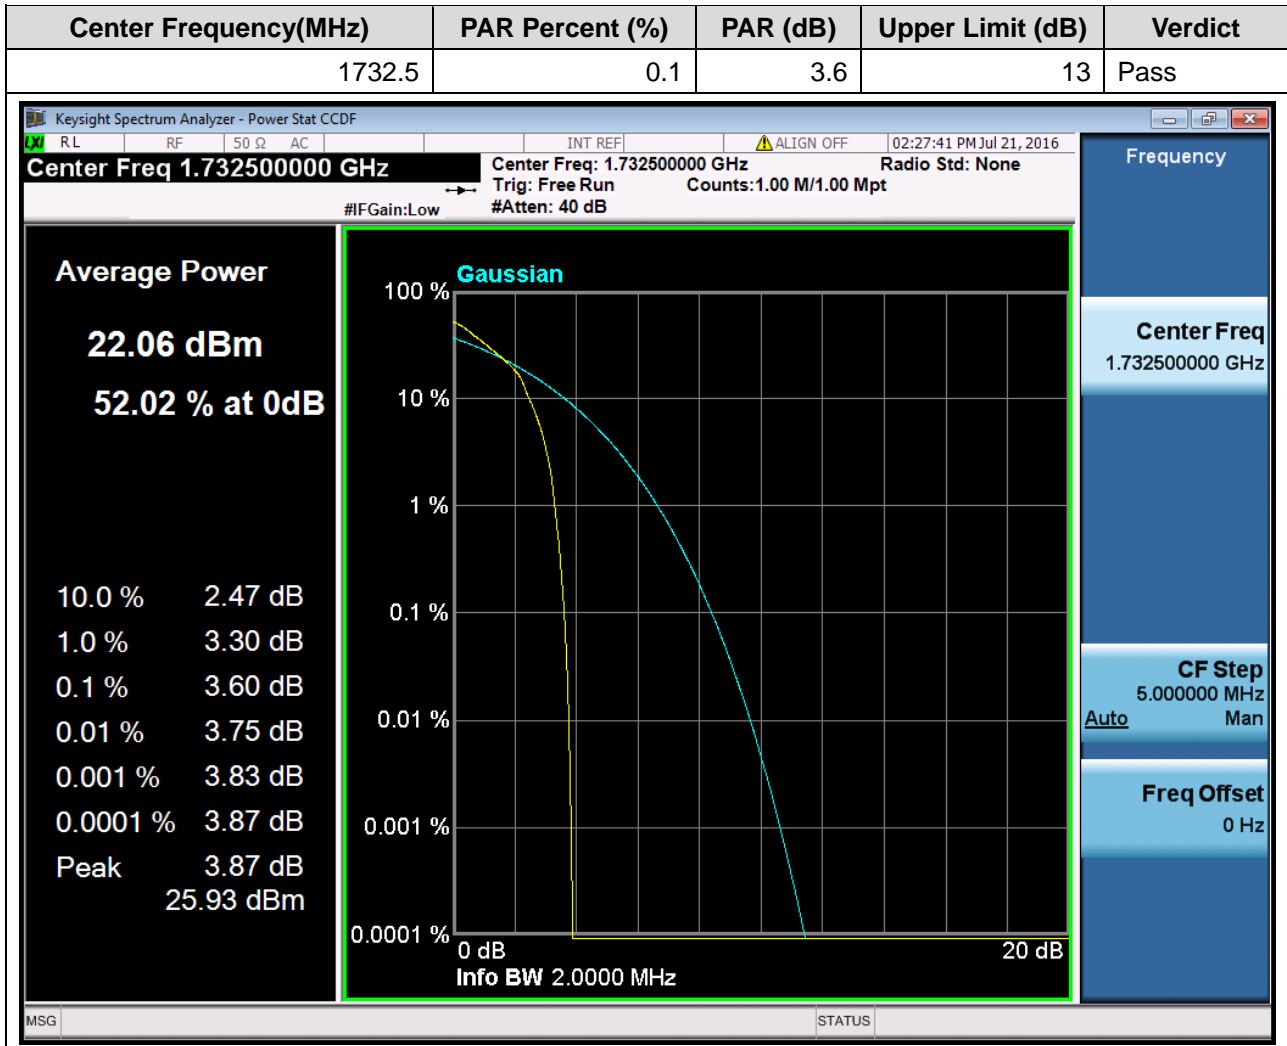 Center Frequency(MHz) PAR Percent (%) PAR (dB) Upper Limit (dB) Verdict
1732.5 0.1 3.6 13 Pass
Keysight Spectrum Analyzer - Power Stat CCDF
LXI RL RF 50 Ω AC INT REF ALIGN OFF 02:27:41 PM Jul 21, 2016
Center Freq 1.732500000 GHz
#IFGain:Low
Center Freq: 1.732500000 GHz Radio Std: None
Trig: Free Run Counts:1.00 M/1.00 Mpt
#Atten: 40 dB
Average Power
22.06 dBm
52.02 % at 0dB
10.0 % 2.47 dB
1.0 % 3.30 dB
0.1 % 3.60 dB
0.01 % 3.75 dB
0.001 % 3.83 dB
0.0001 % 3.87 dB
Peak 3.87 dB
25.93 dBm
Gaussian
100 %
10 %
1 %
0.1 %
0.01 %
0.001 %
0.0001 %
0 dB 20 dB
Info BW 2.0000 MHz
Frequency
Center Freq
1.732500000 GHz
CF Step
5.000000 MHz
Auto Man
Freq Offset
0 Hz
MSG STATUS